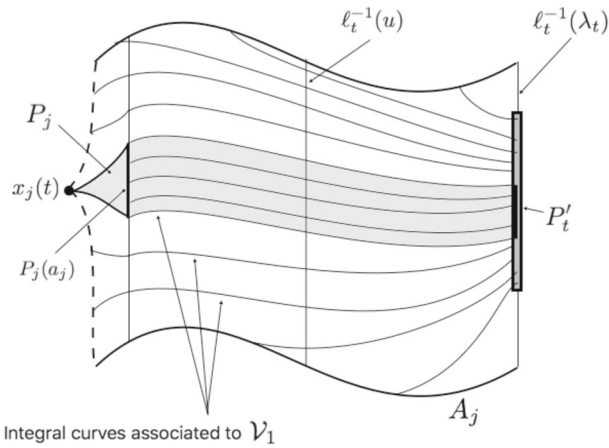 ℓ_t^{-1}(u)
ℓ_t^{-1}(λ_t)
P_j
x_j(t)
P'_t
P_j(a_j)
A_j
Integral curves associated to 𝒱_1